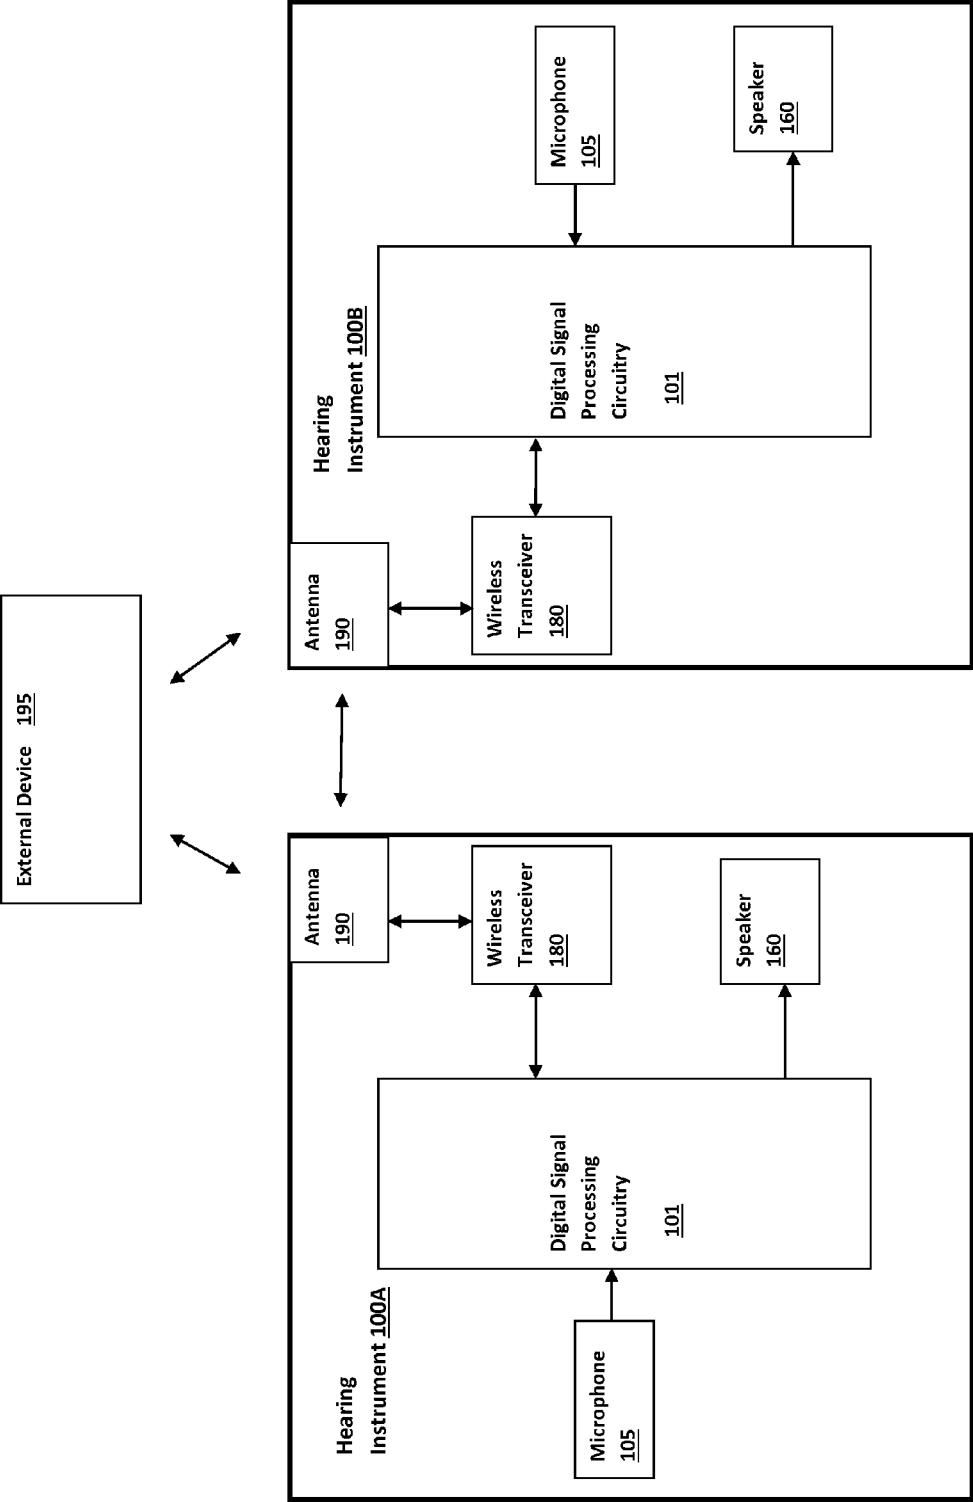 External Device 195
Hearing
Instrument 100A
Antenna
190
Wireless
Transceiver
180
Digital Signal
Processing
Circuitry
101
Microphone
105
Speaker
160
Hearing
Instrument 100B
Antenna
190
Wireless
Transceiver
180
Digital Signal
Processing
Circuitry
101
Microphone
105
Speaker
160